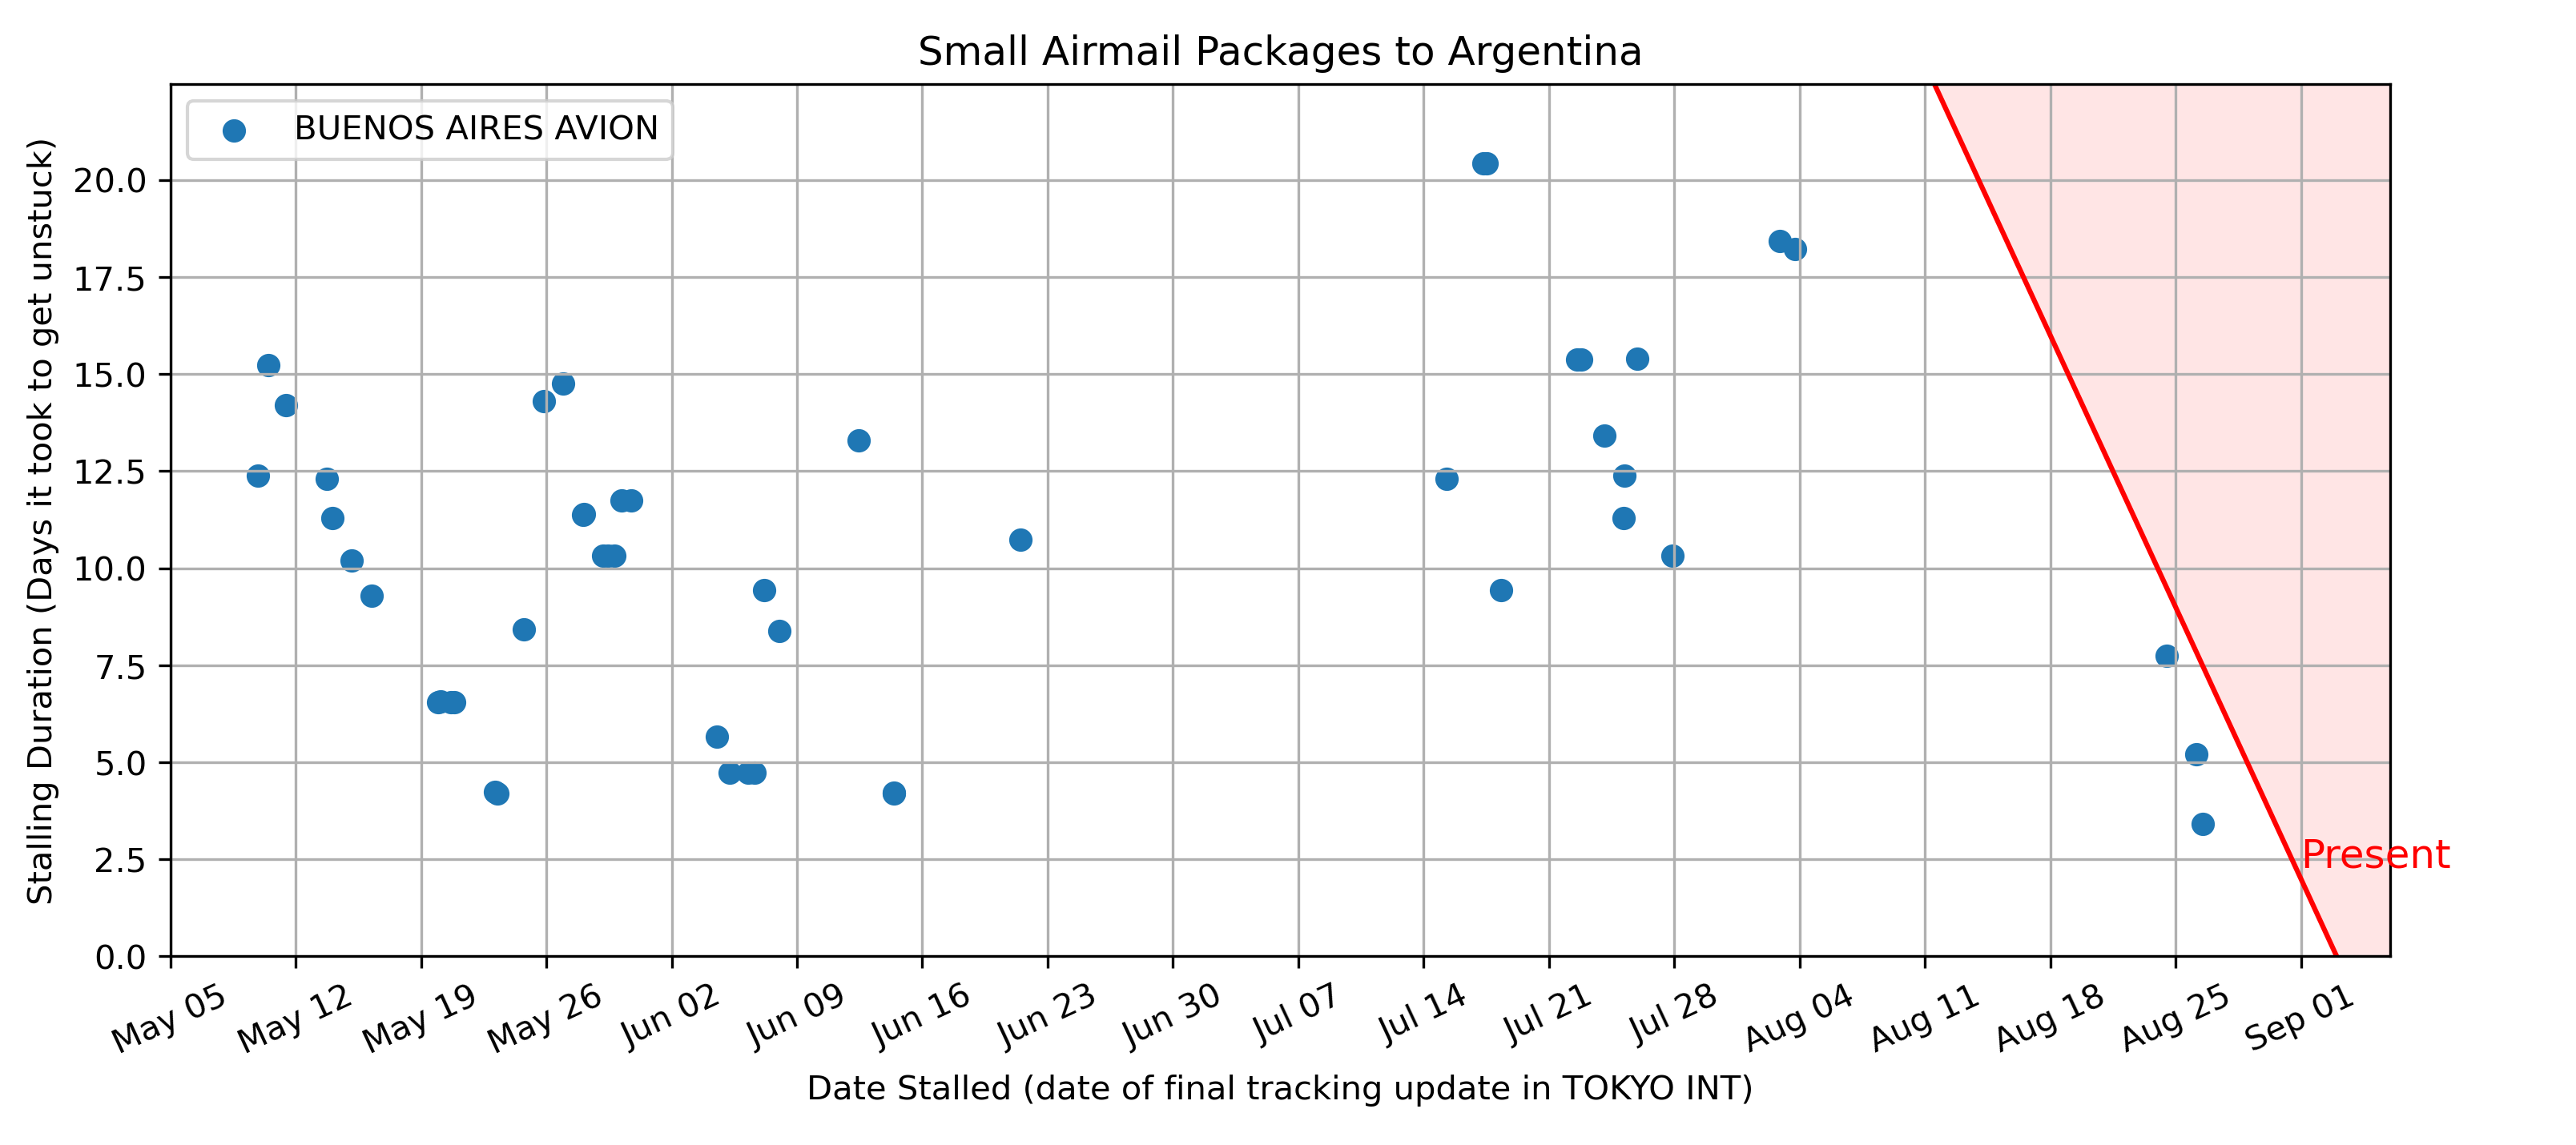 Small Airmail Packages to Argentina
BUENOS AIRES AVION
Stalling Duration (Days it took to get unstuck)
20.0
17.5
15.0
12.5
10.0
7.5
5.0
2.5
0.0
Present
May 05
May 12
May 19
May 26
Jun 02
Jun 09
Jun 16
Jun 23
Jun 30
Jul 07
Jul 14
Jul 21
Jul 28
Aug 04
Aug 11
Aug 18
Aug 25
Sep 01
Date Stalled (date of final tracking update in TOKYO INT)